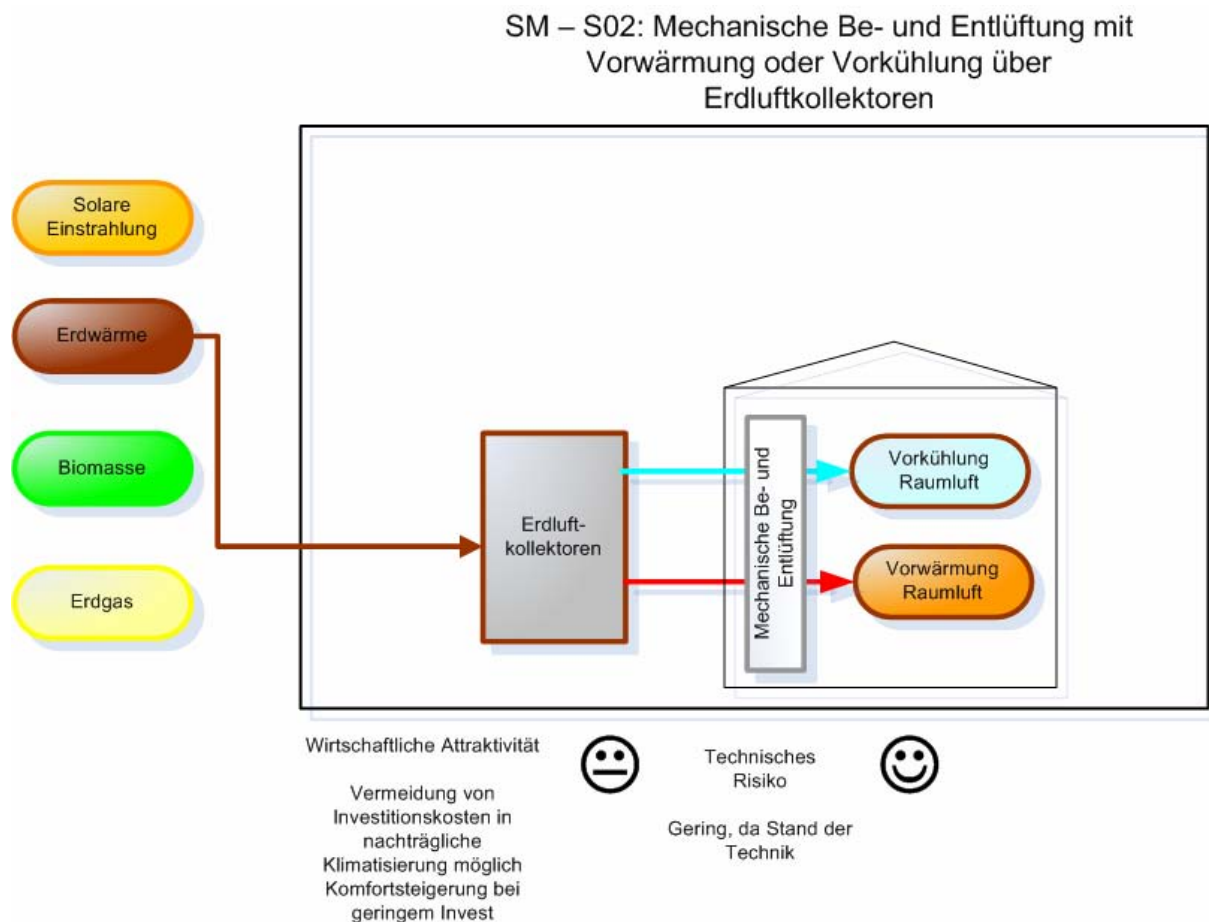 SM – S02: Mechanische Be- und Entlüftung mit
Vorwärmung oder Vorkühlung über
Erdluftkollektoren
Solare
Einstrahlung
Erdwärme
Biomasse
Erdgas
Erdluft-
kollektoren
Mechanische Be- und
Entlüftung
Vorkühlung
Raumluft
Vorwärmung
Raumluft
Wirtschaftliche Attraktivität
Vermeidung von
Investitionskosten in
nachträgliche
Klimatisierung möglich
Komfortsteigerung bei
geringem Invest
Technisches
Risiko
Gering, da Stand der
Technik